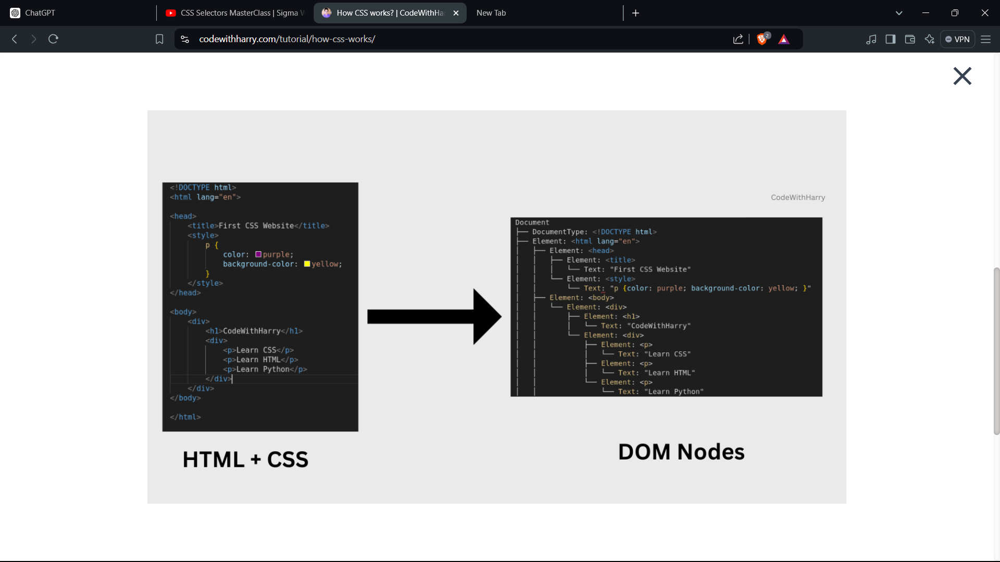 ChatGPT
CSS Selectors MasterClass | Sigma
How CSS works? | CodeWithHa
New Tab
codewithharry.com/tutorial/how-css-works/
2
VPN
<!DOCTYPE html>
<html lang="en">
<head>
<title>First CSS Website</title>
<style>
p {
color: purple;
background-color: yellow;
}
</style>
</head>
<body>
<div>
<h1>CodeWithHarry</h1>
<div>
<p>Learn CSS</p>
<p>Learn HTML</p>
<p>Learn Python</p>
</div>
</div>
</body>
</html>
HTML + CSS
CodeWithHarry
Document
├── DocumentType: <!DOCTYPE html>
├── Element: <html lang="en">
│   ├── Element: <head>
│   │   ├── Element: <title>
│   │   │   └── Text: "First CSS Website"
│   │   └── Element: <style>
│   │       └── Text: "p {color: purple; background-color: yellow; }"
│   ├── Element: <body>
│   │   └── Element: <div>
│   │       ├── Element: <h1>
│   │       │   └── Text: "CodeWithHarry"
│   │       └── Element: <div>
│   │           ├── Element: <p>
│   │           │   └── Text: "Learn CSS"
│   │           ├── Element: <p>
│   │           │   └── Text: "Learn HTML"
│   │           └── Element: <p>
│   │               └── Text: "Learn Python"
DOM Nodes